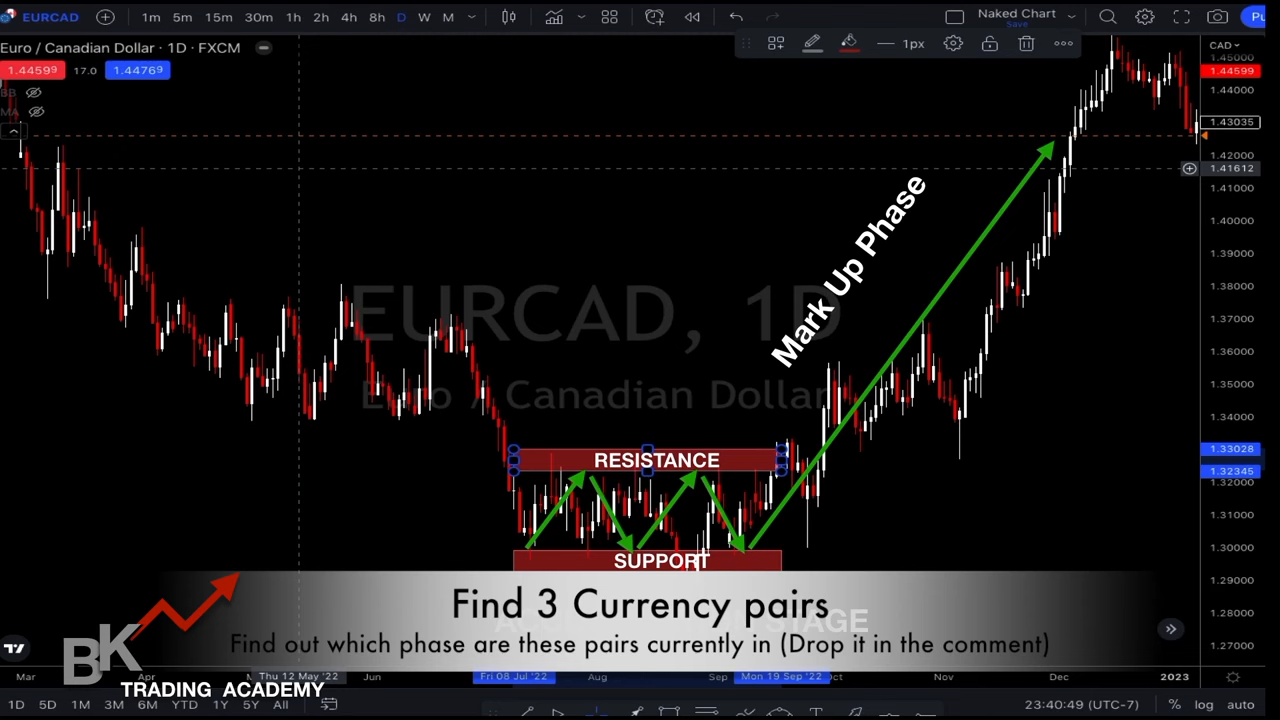 EURCAD
1m 5m 15m 30m 1h 2h 4h 8h D W M
Naked Chart
Save
Pu
Euro / Canadian Dollar · 1D · FXCM
1px
CAD
1.44599 17.0 1.44769
BB
MA
1.45000
1.44599
1.44000
1.43035
1.42000
1.41612
1.41000
1.40000
1.39000
1.38000
1.37000
1.36000
1.35000
1.34000
1.33028
1.32345
1.32000
1.31000
1.30000
1.29000
1.28000
1.27000
EURCAD, 1D
Euro / Canadian Dollar
Mark Up Phase
RESISTANCE
SUPPORT
Find 3 Currency pairs
STAGE
Find out which phase are these pairs currently in (Drop it in the comment)
BK
TRADING ACADEMY
Mar Apr Thu 12 May '22 Jun Fri 08 Jul '22 Aug Sep Mon 19 Sep '22 Oct Nov Dec 2023
1D 5D 1M 3M 6M YTD 1Y 5Y All
23:40:49 (UTC-7) % log auto